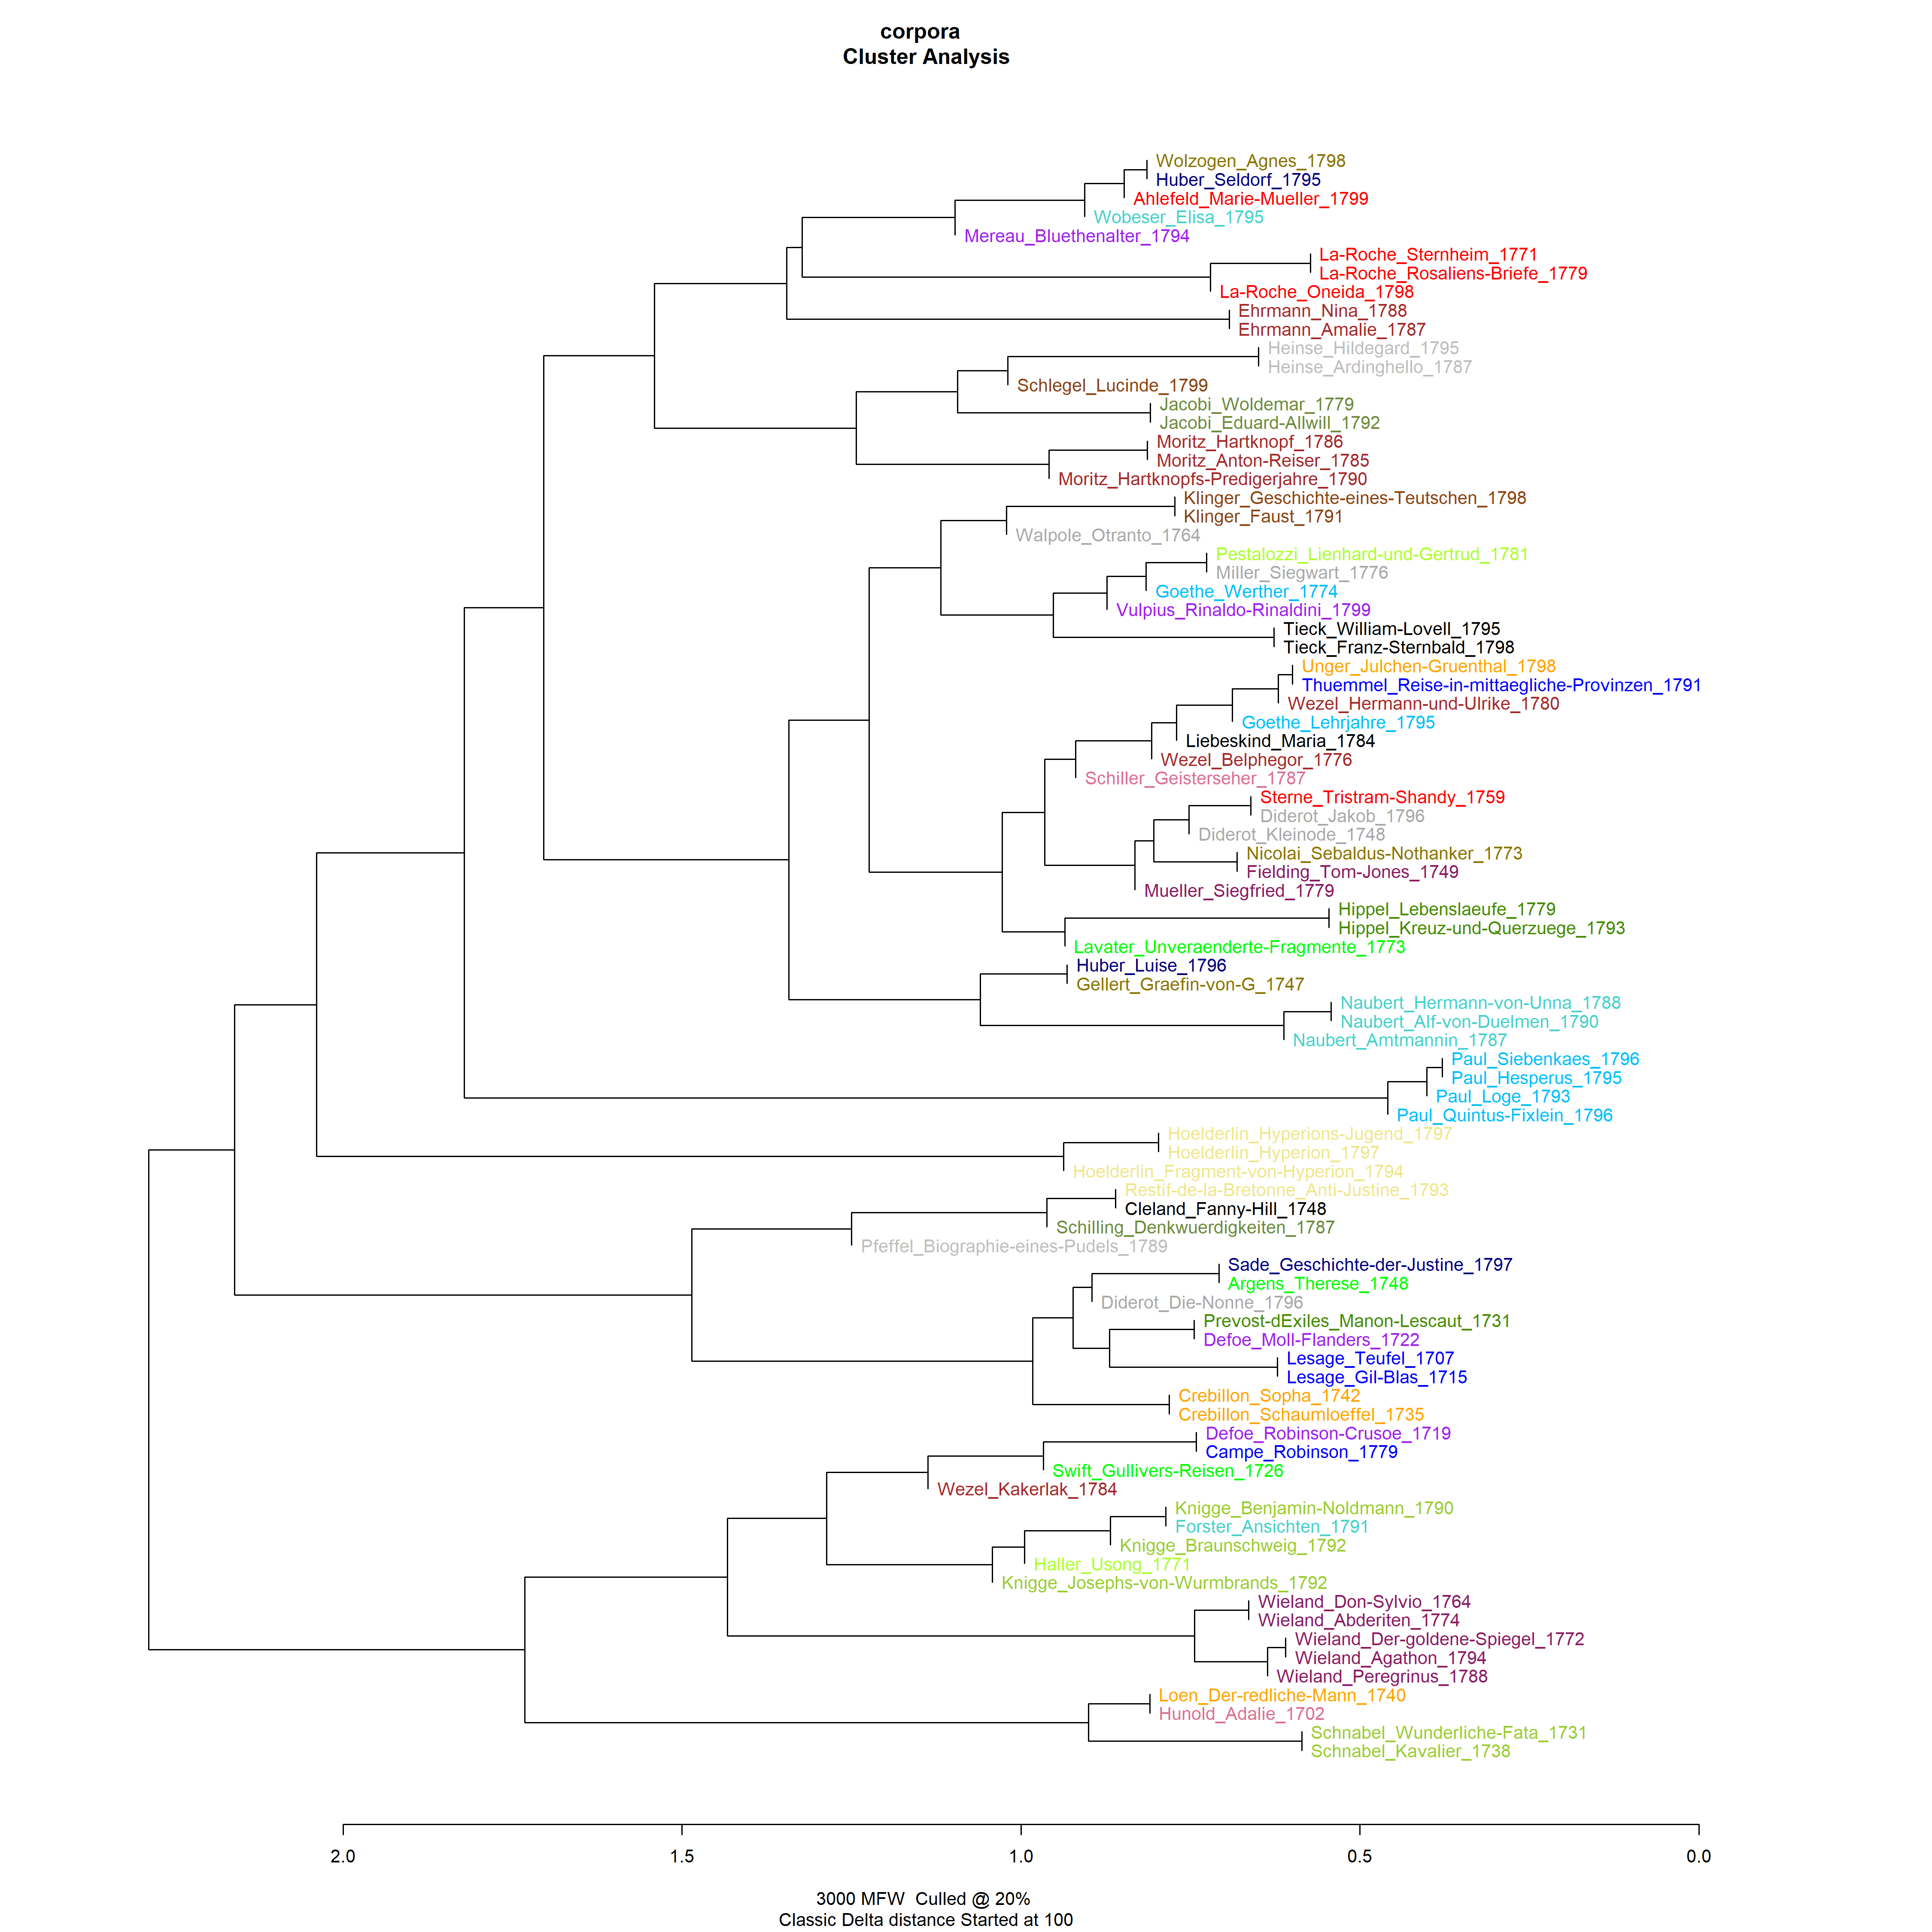 corpora
Cluster Analysis
Wolzogen_Agnes_1798
Huber_Seldorf_1795
Ahlefeld_Marie-Mueller_1799
Wobeser_Elisa_1795
Mereau_Bluethenalter_1794
La-Roche_Sternheim_1771
La-Roche_Rosaliens-Briefe_1779
La-Roche_Oneida_1798
Ehrmann_Nina_1788
Ehrmann_Amalie_1787
Heinse_Hildegard_1795
Heinse_Ardinghello_1787
Schlegel_Lucinde_1799
Jacobi_Woldemar_1779
Jacobi_Eduard-Allwill_1792
Moritz_Hartknopf_1786
Moritz_Anton-Reiser_1785
Moritz_Hartknopfs-Predigerjahre_1790
Klinger_Geschichte-eines-Teutschen_1798
Klinger_Faust_1791
Walpole_Otranto_1764
Pestalozzi_Lienhard-und-Gertrud_1781
Miller_Siegwart_1776
Goethe_Werther_1774
Vulpius_Rinaldo-Rinaldini_1799
Tieck_William-Lovell_1795
Tieck_Franz-Sternbald_1798
Unger_Julchen-Gruenthal_1798
Thuemmel_Reise-in-mittaegliche-Provinzen_1791
Wezel_Hermann-und-Ulrike_1780
Goethe_Lehrjahre_1795
Liebeskind_Maria_1784
Wezel_Belphegor_1776
Schiller_Geisterseher_1787
Sterne_Tristram-Shandy_1759
Diderot_Jakob_1796
Diderot_Kleinode_1748
Nicolai_Sebaldus-Nothanker_1773
Fielding_Tom-Jones_1749
Mueller_Siegfried_1779
Hippel_Lebenslaeufe_1779
Hippel_Kreuz-und-Querzuege_1793
Lavater_Unveraenderte-Fragmente_1773
Huber_Luise_1796
Gellert_Graefin-von-G_1747
Naubert_Hermann-von-Unna_1788
Naubert_Alf-von-Duelmen_1790
Naubert_Amtmannin_1787
Paul_Siebenkaes_1796
Paul_Hesperus_1795
Paul_Loge_1793
Paul_Quintus-Fixlein_1796
Hoelderlin_Hyperions-Jugend_1797
Hoelderlin_Hyperion_1797
Hoelderlin_Fragment-von-Hyperion_1794
Restif-de-la-Bretonne_Anti-Justine_1793
Cleland_Fanny-Hill_1748
Schilling_Denkwuerdigkeiten_1787
Pfeffel_Biographie-eines-Pudels_1789
Sade_Geschichte-der-Justine_1797
Argens_Therese_1748
Diderot_Die-Nonne_1796
Prevost-dExiles_Manon-Lescaut_1731
Defoe_Moll-Flanders_1722
Lesage_Teufel_1707
Lesage_Gil-Blas_1715
Crebillon_Sopha_1742
Crebillon_Schaumloeffel_1735
Defoe_Robinson-Crusoe_1719
Campe_Robinson_1779
Swift_Gullivers-Reisen_1726
Wezel_Kakerlak_1784
Knigge_Benjamin-Noldmann_1790
Forster_Ansichten_1791
Knigge_Braunschweig_1792
Haller_Usong_1771
Knigge_Josephs-von-Wurmbrands_1792
Wieland_Don-Sylvio_1764
Wieland_Abderiten_1774
Wieland_Der-goldene-Spiegel_1772
Wieland_Agathon_1794
Wieland_Peregrinus_1788
Loen_Der-redliche-Mann_1740
Hunold_Adalie_1702
Schnabel_Wunderliche-Fata_1731
Schnabel_Kavalier_1738
2.0 1.5 1.0 0.5 0.0
3000 MFW Culled @ 20%
Classic Delta distance Started at 100